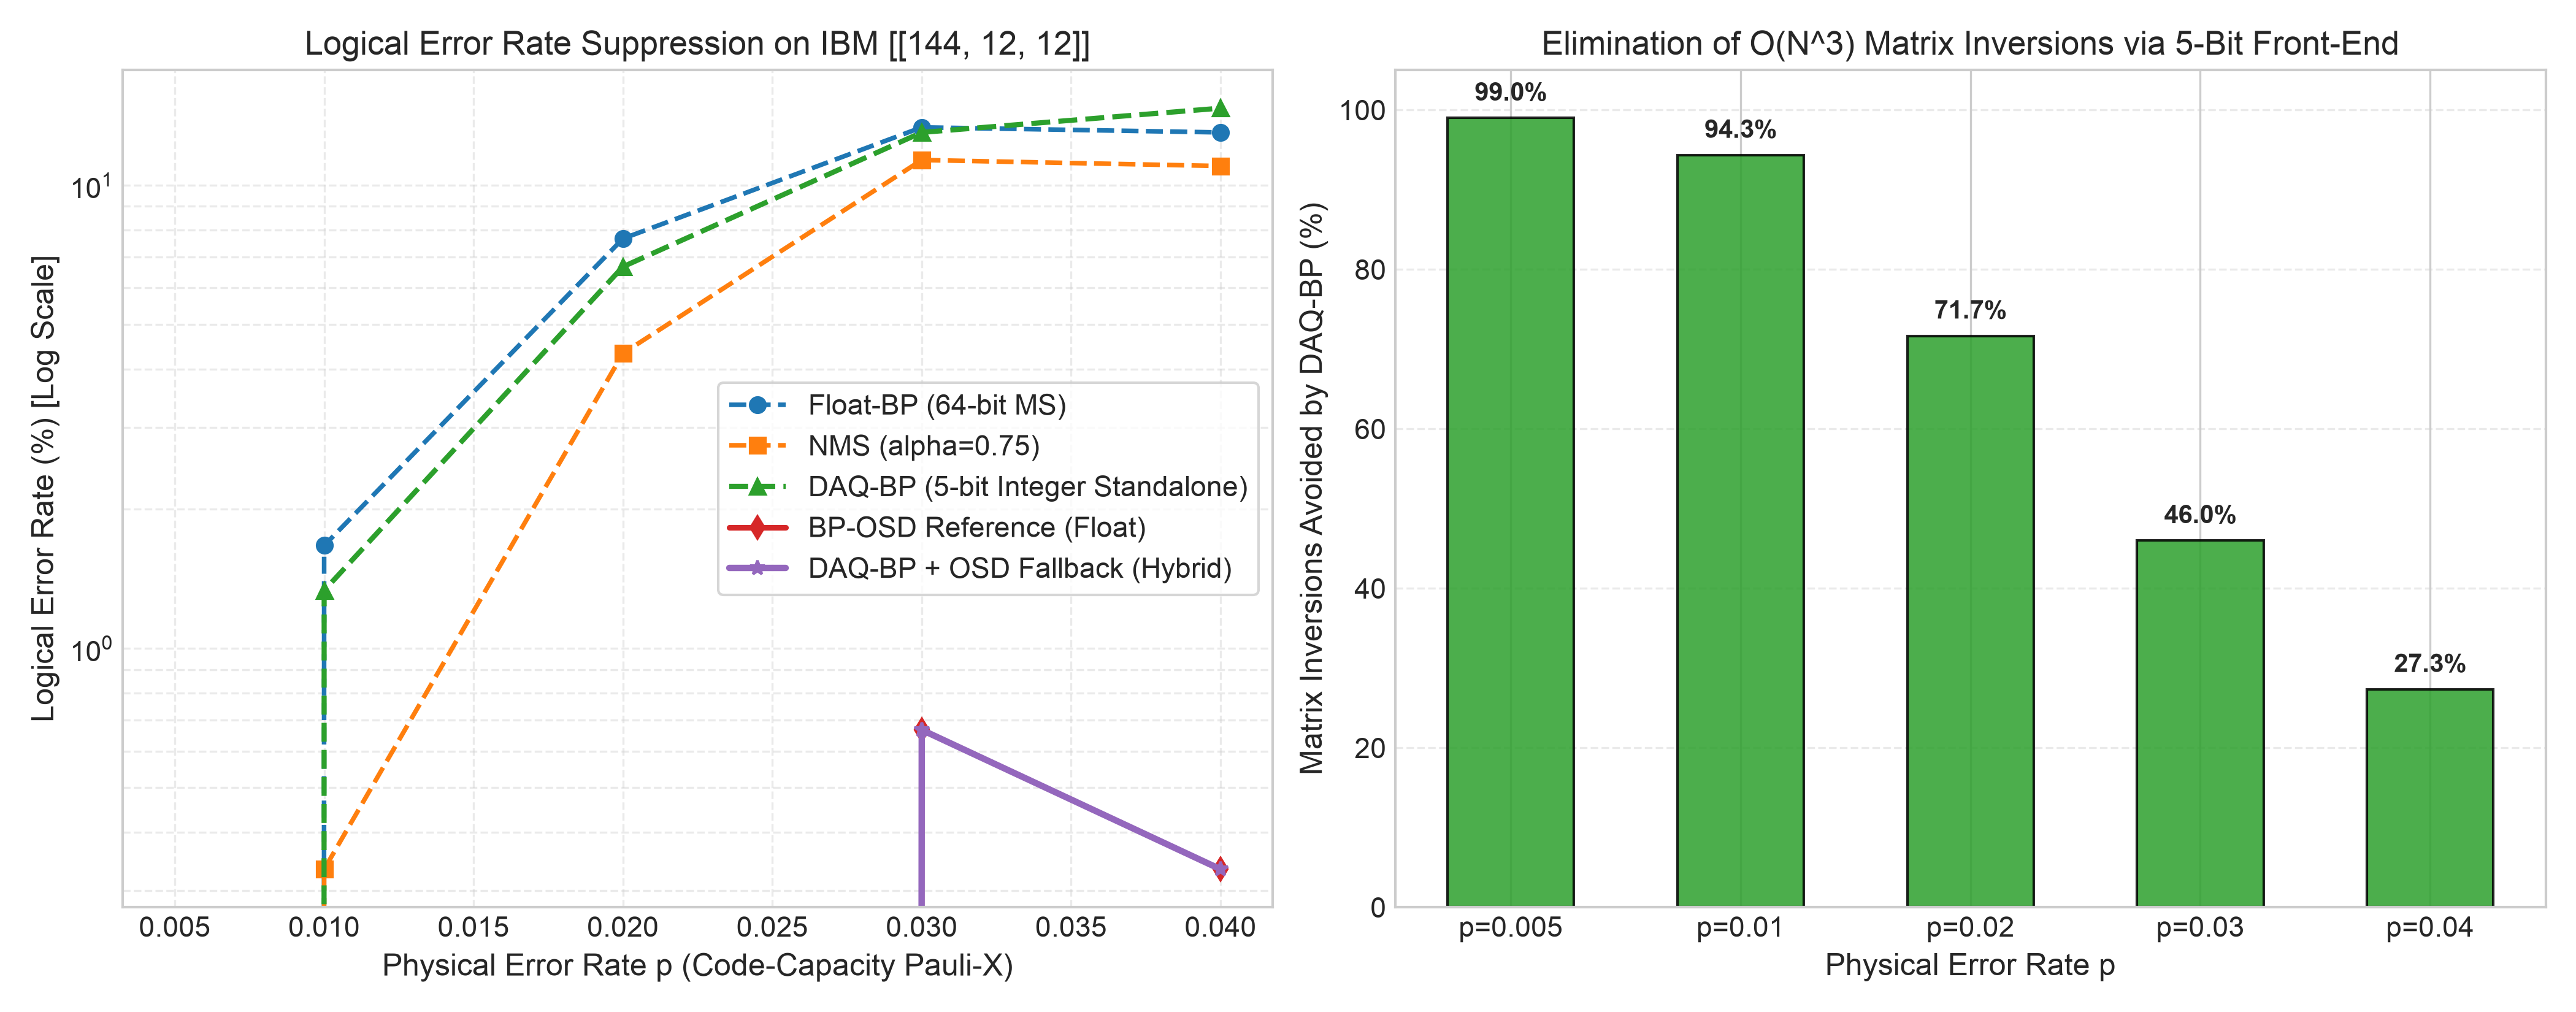 Logical Error Rate Suppression on IBM [[144, 12, 12]]
Logical Error Rate (%) [Log Scale]
10^1
10^0
Float-BP (64-bit MS)
NMS (alpha=0.75)
DAQ-BP (5-bit Integer Standalone)
BP-OSD Reference (Float)
DAQ-BP + OSD Fallback (Hybrid)
0.005 0.010 0.015 0.020 0.025 0.030 0.035 0.040
Physical Error Rate p (Code-Capacity Pauli-X)
Elimination of O(N^3) Matrix Inversions via 5-Bit Front-End
Matrix Inversions Avoided by DAQ-BP (%)
100
80
60
40
20
0
99.0%
94.3%
71.7%
46.0%
27.3%
p=0.005 p=0.01 p=0.02 p=0.03 p=0.04
Physical Error Rate p